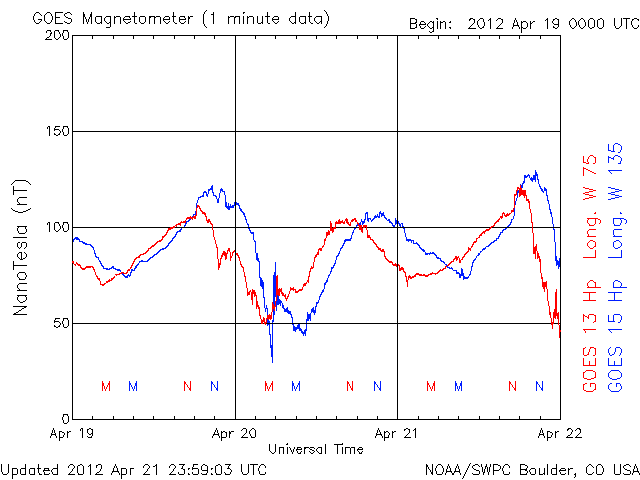 GOES Magnetometer (1 minute data)
Begin: 2012 Apr 19 0000 UTC
200
150
100
50
0
NanoTesla (nT)
M M N N M M N N M M N N
Apr 19 Apr 20 Apr 21 Apr 22
Universal Time
GOES 13 Hp Long. W 75
GOES 15 Hp Long. W 135
Updated 2012 Apr 21 23:59:03 UTC
NOAA/SWPC Boulder, CO USA